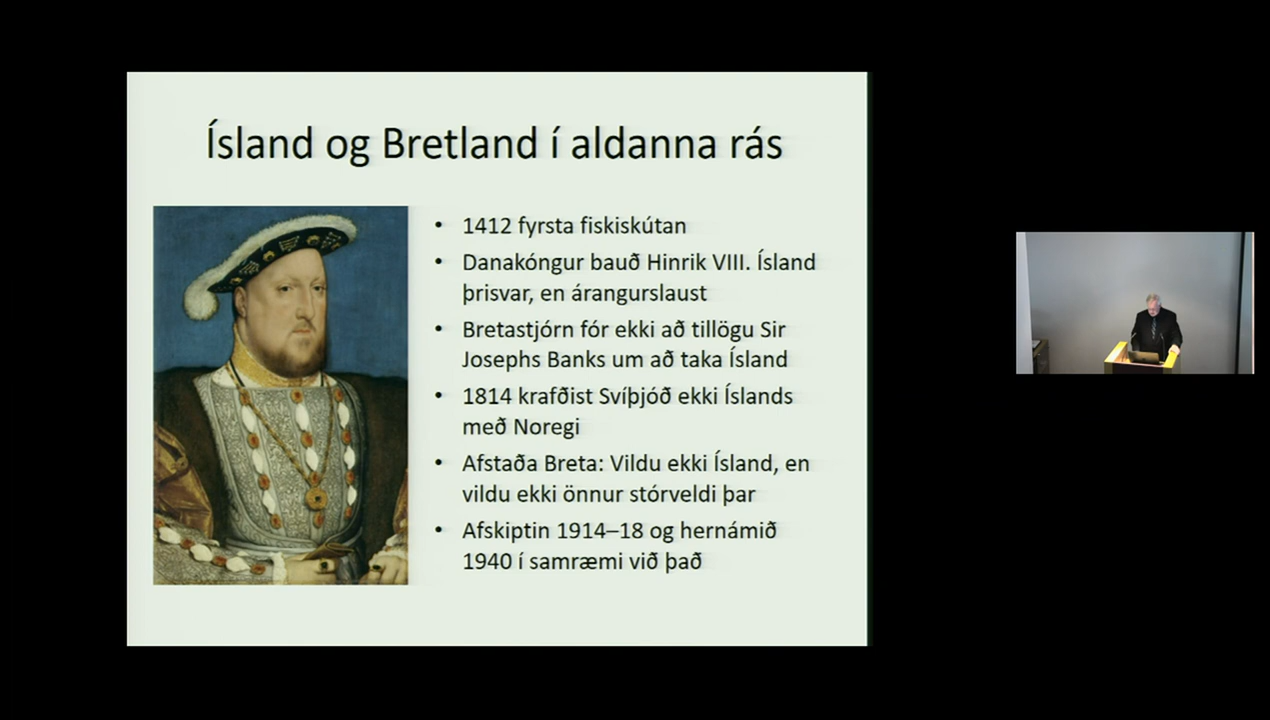 Ísland og Bretland í aldanna rás
• 1412 fyrsta fiskiskútan
• Danakóngur bauð Hinrik VIII. Ísland
þrisvar, en árangurslaust
• Bretastjórn fór ekki að tillögu Sir
Josephs Banks um að taka Ísland
• 1814 krafðist Svíþjóð ekki Íslands
með Noregi
• Afstaða Breta: Vildu ekki Ísland, en
vildu ekki önnur stórveldi þar
• Afskiptin 1914–18 og hernámið
1940 í samræmi við það